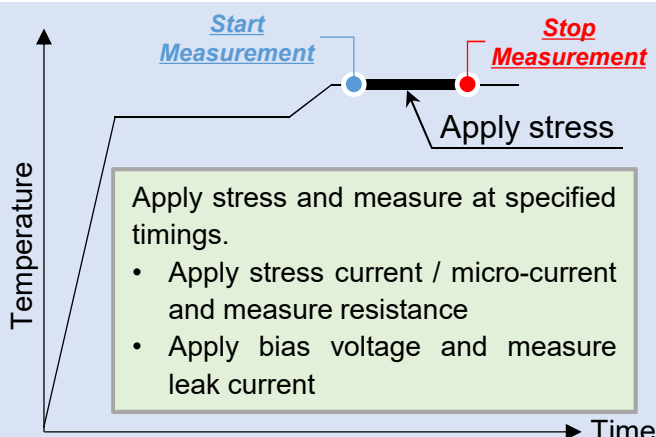 Start
Measurement
Stop
Measurement
Apply stress
Temperature
Apply stress and measure at specified
timings.
• Apply stress current / micro-current
and measure resistance
• Apply bias voltage and measure
leak current
Time